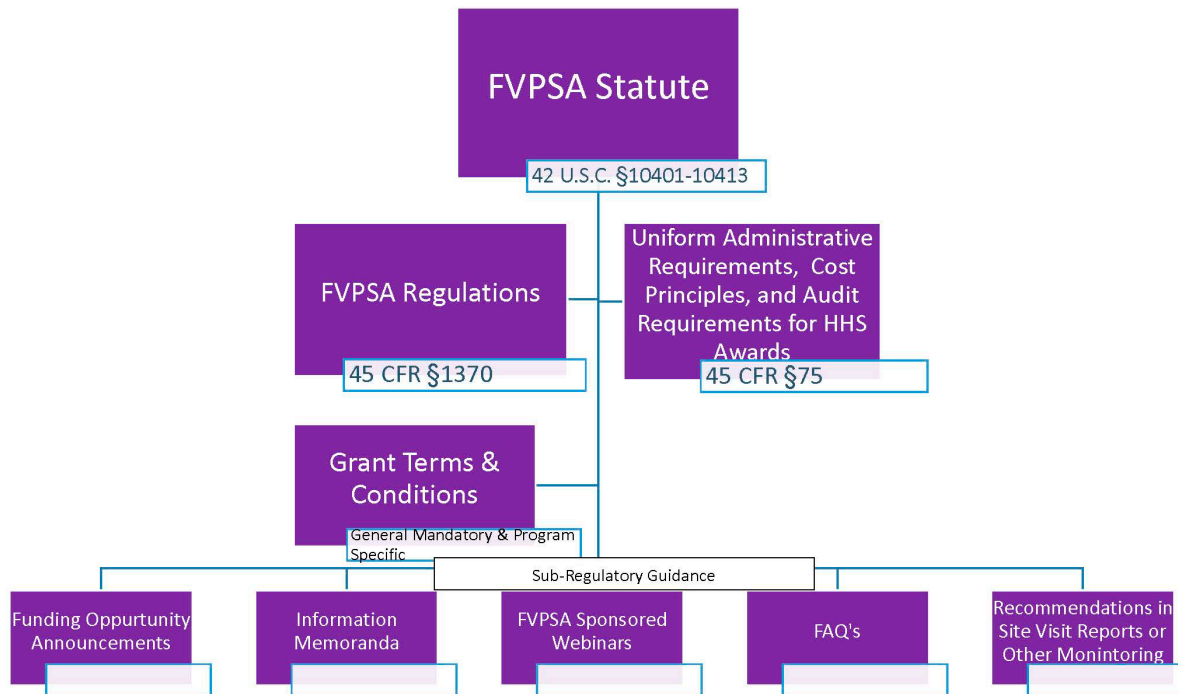 FVPSA Statute
42 U.S.C. §10401-10413
FVPSA Regulations
45 CFR §1370
Uniform Administrative
Requirements, Cost
Principles, and Audit
Requirements for HHS
Awards
45 CFR §75
Grant Terms &
Conditions
General Mandatory & Program
Specific
Sub-Regulatory Guidance
Funding Opportunity
Announcements
Information
Memoranda
FVPSA Sponsored
Webinars
FAQ's
Recommendations in
Site Visit Reports or
Other Monintoring